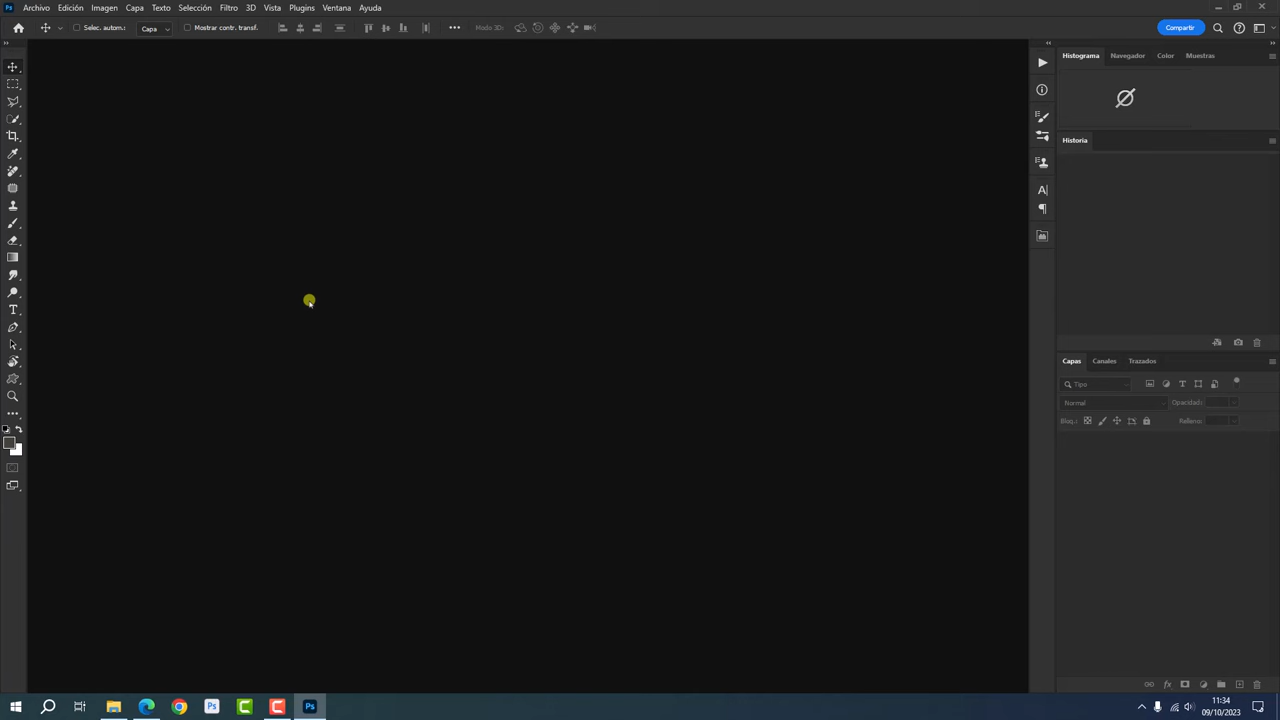 Ps Archivo Edición Imagen Capa Texto Selección Filtro 3D Vista Plugins Ventana Ayuda
Selec. autom.: Capa Mostrar contr. transf. Modo 3D: Compartir
Histograma Navegador Color Muestras
Historia
Capas Canales Trazados
Tipo
Normal Opacidad:
Bloq.: Relleno:
11:34
09/10/2023